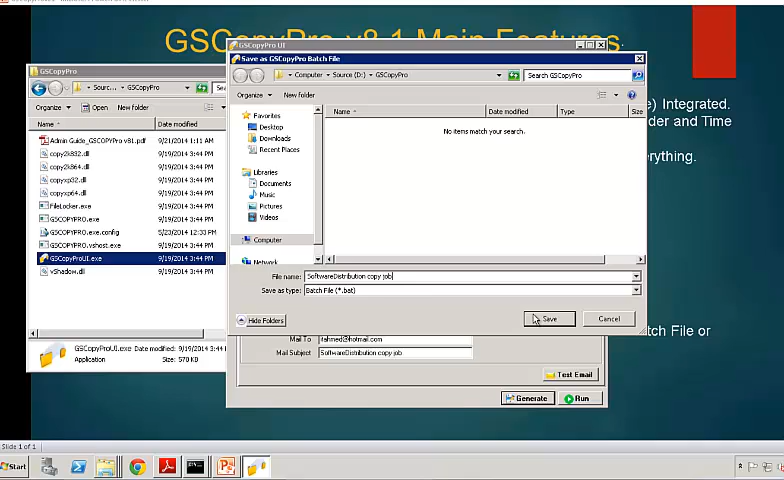 GSCopyPro v8.1 Main Features
GSCopyPro UI
Save as GSCopyPro Batch File
Computer ▸ Source (D:) ▸ GSCopyPro
Search GSCopyPro
Organize
New folder
Name
Date modified
Type
Size
No items match your search.
Favorites
Desktop
Downloads
Recent Places
Libraries
Documents
Music
Pictures
Videos
Computer
Network
File name:
SoftwareDistribution copy job
Save as type:
Batch File (*.bat)
Hide Folders
Save
Cancel
Mail To
Mail Subject
SoftwareDistribution copy job
Test Email
Generate
Run
GSCopyPro
Sourc... ▸ GSCopyPro
Organize
Open
New folder
Name
Date modified
Admin Guide_GSCOPYPro v81.pdf 9/21/2014 1:11 AM
copy2k832.dll 9/19/2014 3:44 PM
copy2k864.dll 9/19/2014 3:44 PM
copyxp32.dll 9/19/2014 3:44 PM
copyxp64.dll 9/19/2014 3:44 PM
FileLocker.exe 9/19/2014 3:44 PM
GSCOPYPRO.exe 9/19/2014 3:44 PM
GSCOPYPRO.exe.config 5/23/2014 12:33 PM
GSCOPYPRO.vshost.exe 9/19/2014 3:44 PM
GSCopyProUI.exe 9/19/2014 3:44 PM
vShadow.dll 9/19/2014 3:44 PM
GSCopyProUI.exe Date modified: 9/19/2014 3:44
Application Size: 570 KB
e) Integrated.
der and Time
erything.
tch File or
Slide 1 of 1
Start